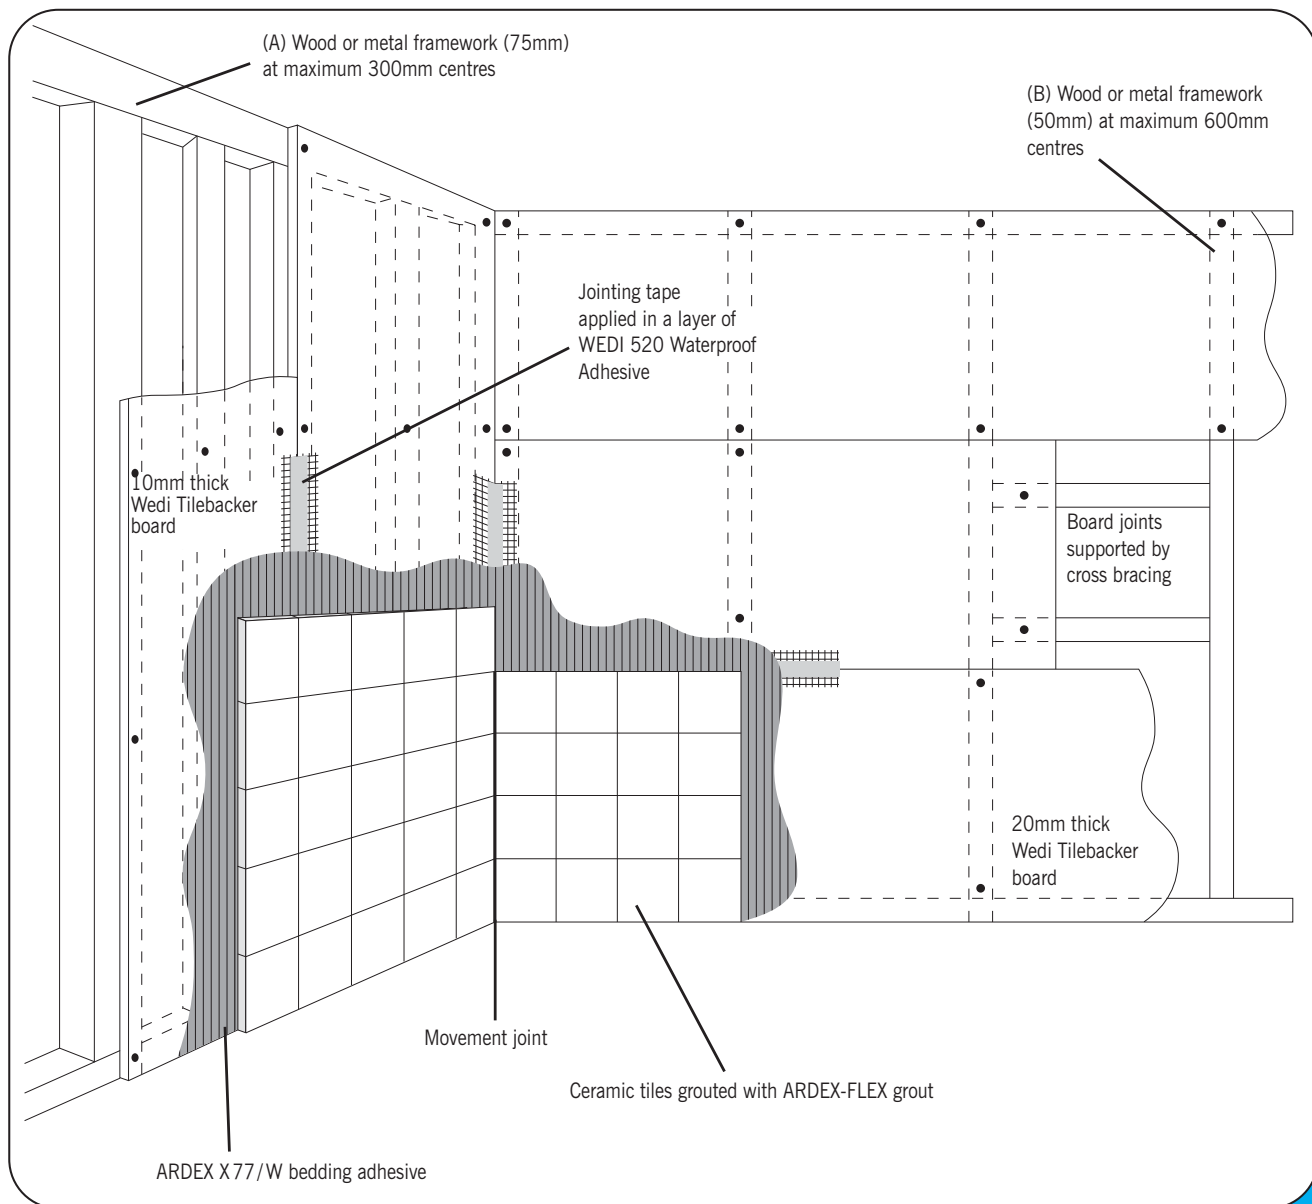 (A) Wood or metal framework (75mm)
at maximum 300mm centres
(B) Wood or metal framework
(50mm) at maximum 600mm
centres
Jointing tape
applied in a layer of
WEDI 520 Waterproof
Adhesive
10mm thick
Wedi Tilebacker
board
Board joints
supported by
cross bracing
20mm thick
Wedi Tilebacker
board
Movement joint
Ceramic tiles grouted with ARDEX-FLEX grout
ARDEX X77/W bedding adhesive